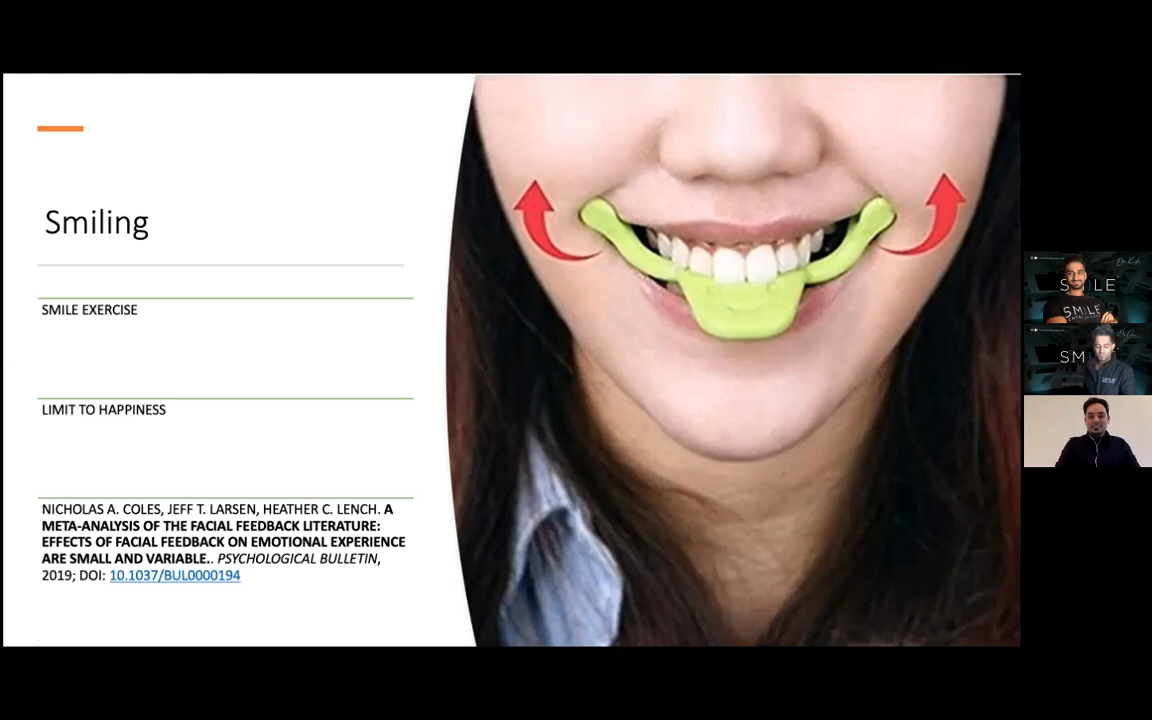 Smiling
SMILE EXERCISE
LIMIT TO HAPPINESS
NICHOLAS A. COLES, JEFF T. LARSEN, HEATHER C. LENCH. A
META-ANALYSIS OF THE FACIAL FEEDBACK LITERATURE:
EFFECTS OF FACIAL FEEDBACK ON EMOTIONAL EXPERIENCE
ARE SMALL AND VARIABLE.. PSYCHOLOGICAL BULLETIN,
2019; DOI: 10.1037/BUL0000194
SMILE
SM